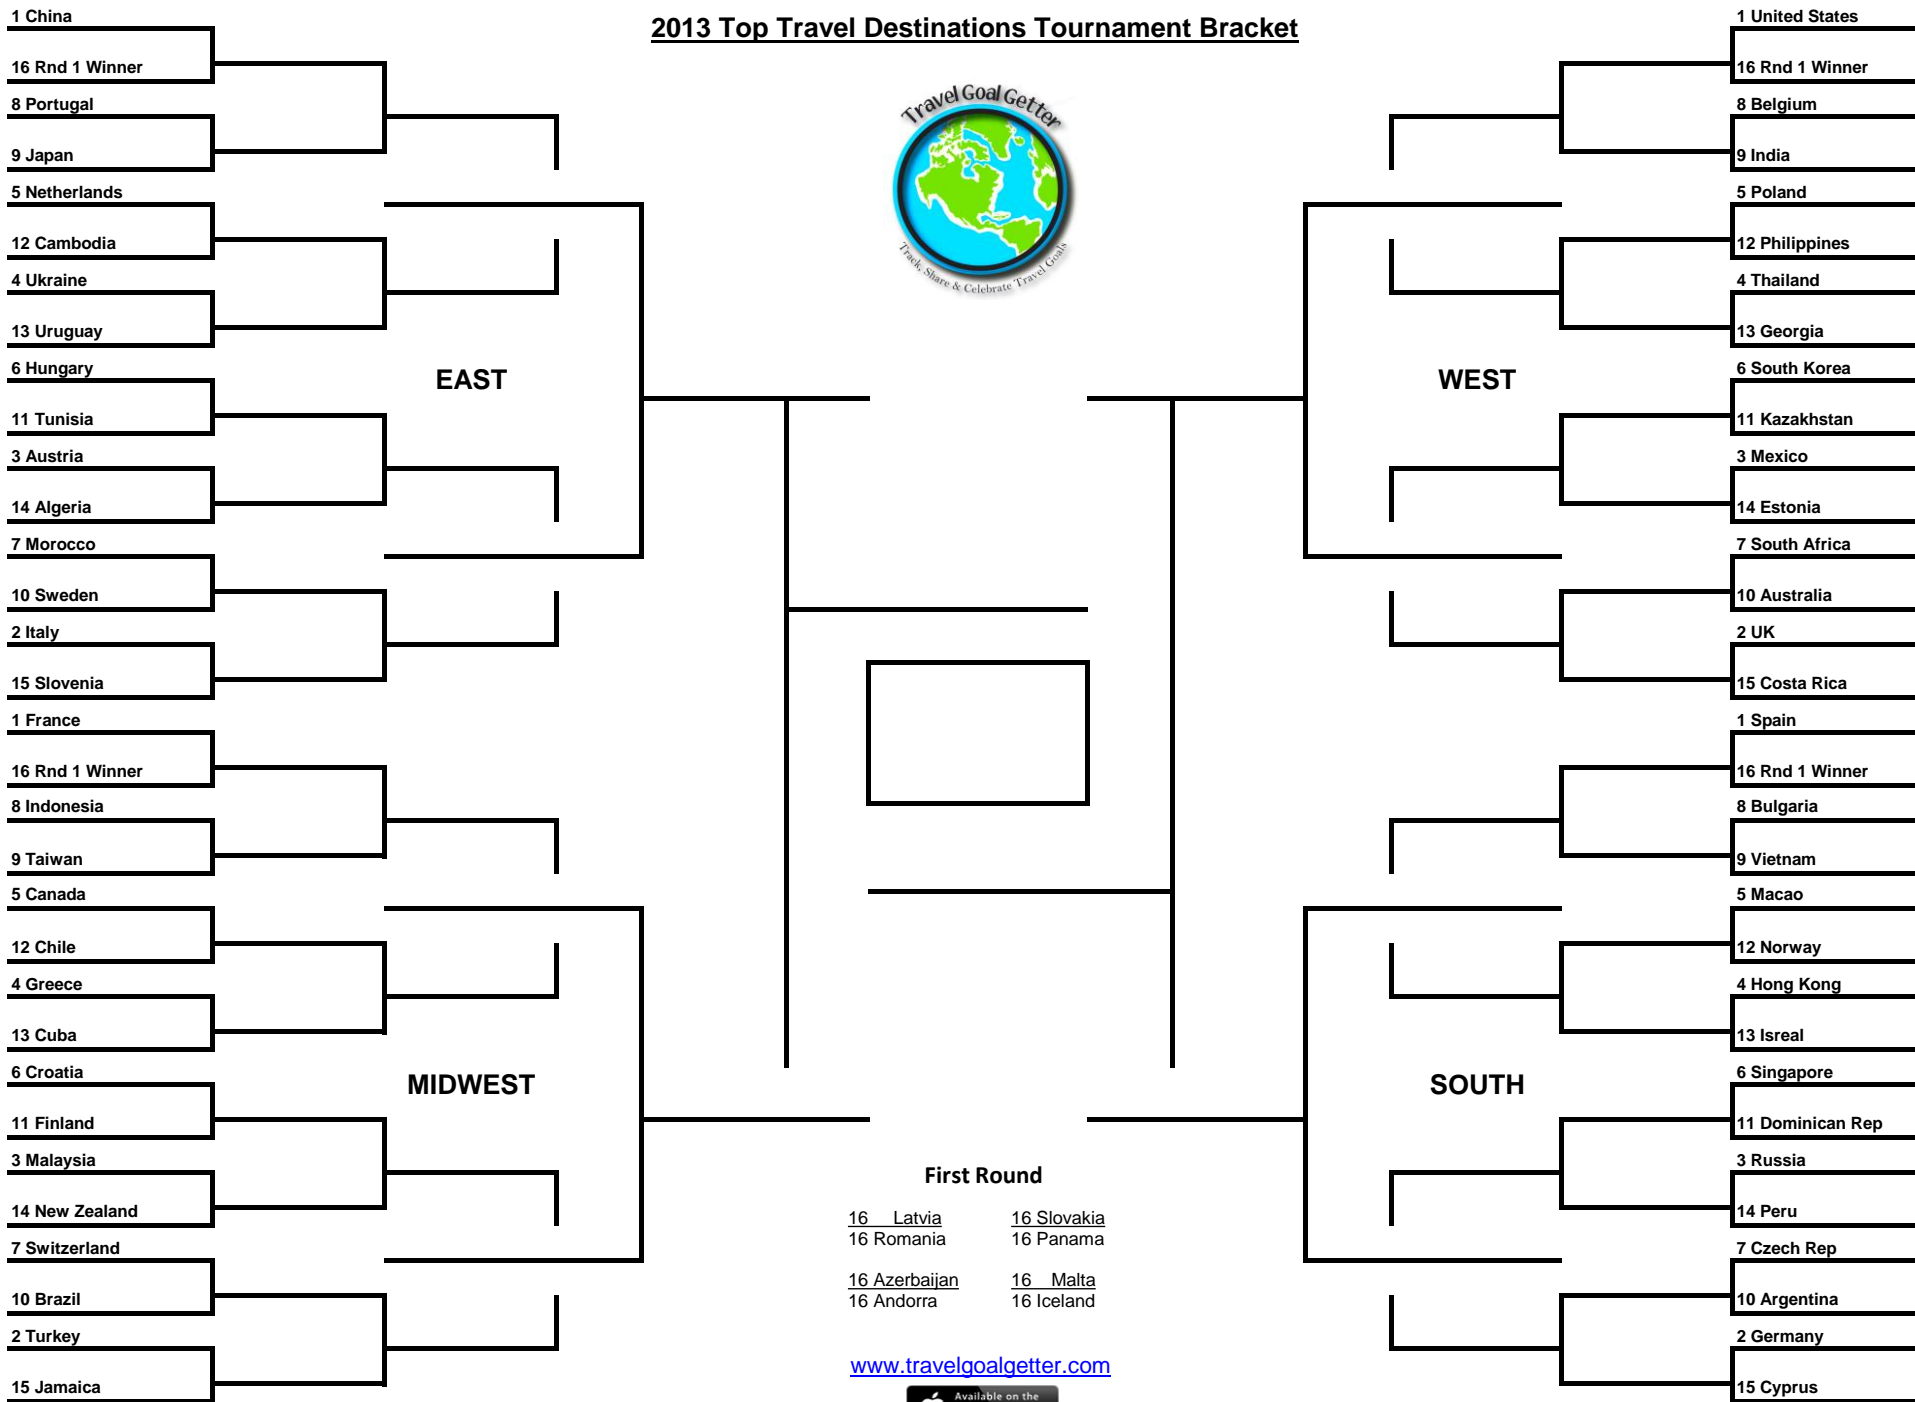 2013 Top Travel Destinations Tournament Bracket
Travel Goal Getter
Track, Share & Celebrate Travel Goals
1 China
16 Rnd 1 Winner
8 Portugal
9 Japan
5 Netherlands
12 Cambodia
4 Ukraine
13 Uruguay
6 Hungary
EAST
11 Tunisia
3 Austria
14 Algeria
7 Morocco
10 Sweden
2 Italy
15 Slovenia
1 France
16 Rnd 1 Winner
8 Indonesia
9 Taiwan
5 Canada
12 Chile
4 Greece
13 Cuba
6 Croatia
MIDWEST
11 Finland
3 Malaysia
14 New Zealand
7 Switzerland
10 Brazil
2 Turkey
15 Jamaica
1 United States
16 Rnd 1 Winner
8 Belgium
9 India
5 Poland
12 Philippines
4 Thailand
13 Georgia
6 South Korea
WEST
11 Kazakhstan
3 Mexico
14 Estonia
7 South Africa
10 Australia
2 UK
15 Costa Rica
1 Spain
16 Rnd 1 Winner
8 Bulgaria
9 Vietnam
5 Macao
12 Norway
4 Hong Kong
13 Isreal
6 Singapore
SOUTH
11 Dominican Rep
3 Russia
14 Peru
7 Czech Rep
10 Argentina
2 Germany
15 Cyprus
First Round
16 Latvia 16 Slovakia
16 Romania 16 Panama
16 Azerbaijan 16 Malta
16 Andorra 16 Iceland
www.travelgoalgetter.com
Available on the